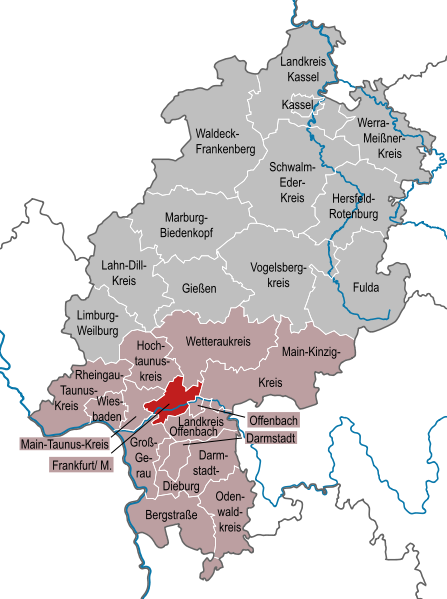 Landkreis
Kassel
Kassel
Werra-
Meißner-
Kreis
Waldeck-
Frankenberg
Schwalm-
Eder-
Kreis
Hersfeld-
Rotenburg
Marburg-
Biedenkopf
Lahn-Dill-
Kreis
Vogelsberg-
kreis
Gießen
Fulda
Limburg-
Weilburg
Hoch-
taunus-
kreis
Wetteraukreis
Main-Kinzig-
Kreis
Rheingau-
Taunus-
Kreis
Wies-
baden
Offenbach
Landkreis
Offenbach
Main-Taunus-Kreis
Darmstadt
Frankfurt/ M.
Groß-
Ge-
rau
Darm-
stadt-
Dieburg
Oden-
wald-
kreis
Bergstraße